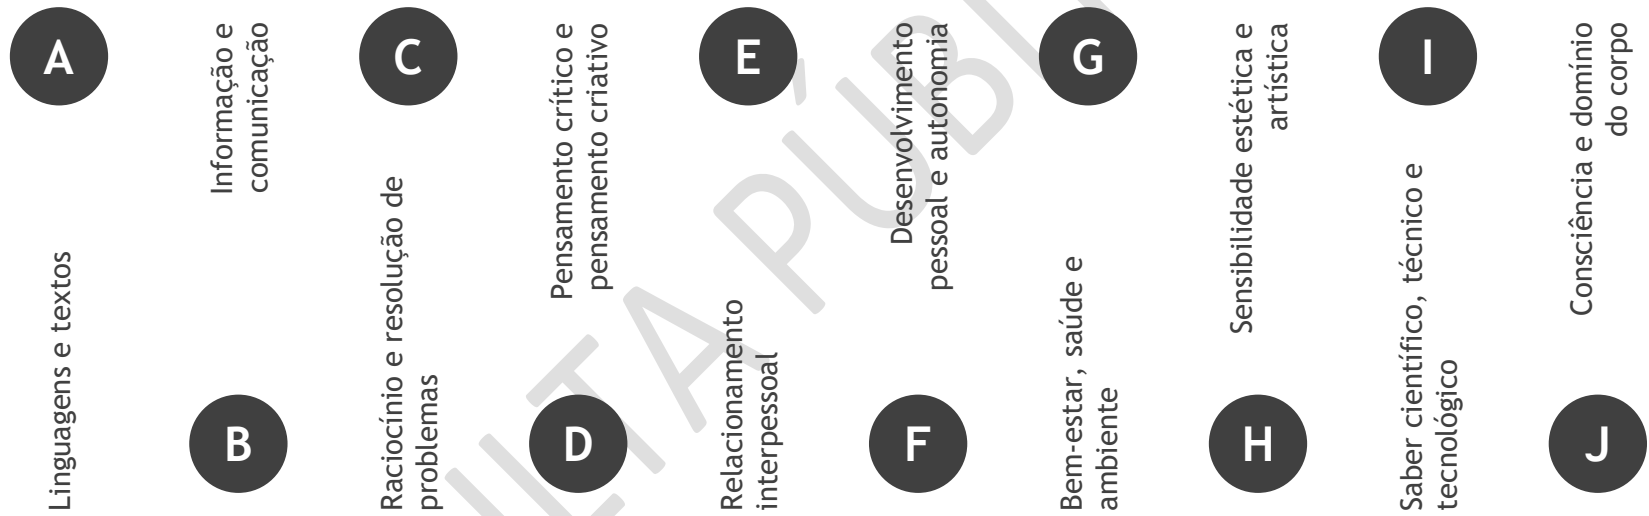 A
Linguagens e textos
B
Informação e
comunicação
C
Raciocínio e resolução de
problemas
D
Pensamento crítico e
pensamento criativo
E
Relacionamento
interpessoal
F
Desenvolvimento
pessoal e autonomia
G
Bem-estar, saúde e
ambiente
H
Sensibilidade estética e
artística
I
Saber científico, técnico e
tecnológico
J
Consciência e domínio
do corpo